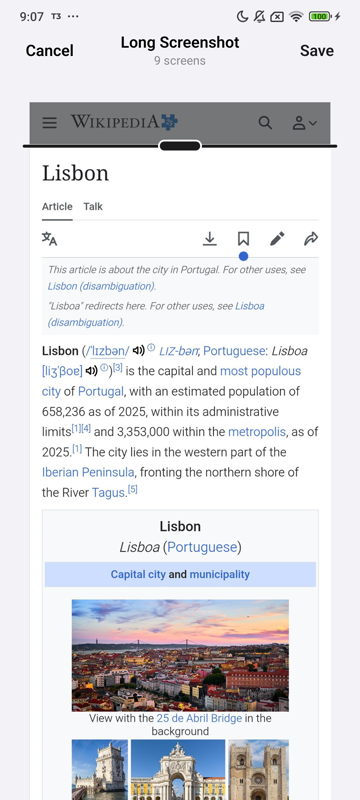 9:07 T3 ••• 100
Cancel Long Screenshot Save
9 screens
WIKIPEDIA
Lisbon
Article Talk
This article is about the city in Portugal. For other uses, see
Lisbon (disambiguation).
"Lisboa" redirects here. For other uses, see Lisboa
(disambiguation).
Lisbon (/ˈlɪzbən/ LIZ-bən; Portuguese: Lisboa
[liʒˈβoɐ])[3] is the capital and most populous
city of Portugal, with an estimated population of
658,236 as of 2025, within its administrative
limits[1][4] and 3,353,000 within the metropolis, as of
2025.[1] The city lies in the western part of the
Iberian Peninsula, fronting the northern shore of
the River Tagus.[5]
Lisbon
Lisboa (Portuguese)
Capital city and municipality
View with the 25 de Abril Bridge in the
background